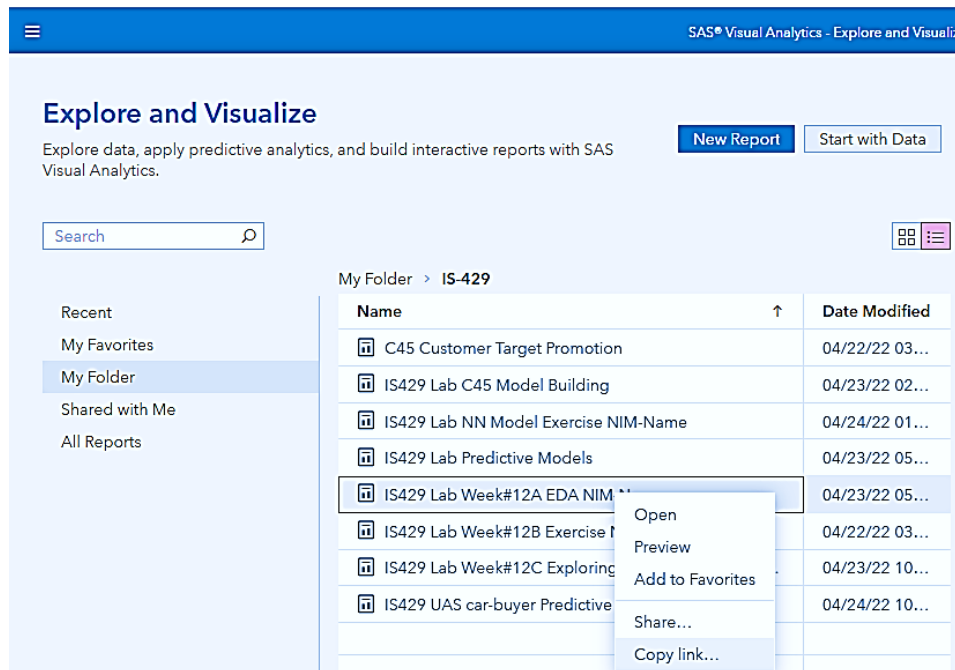 SAS® Visual Analytics - Explore and Visualiz
Explore and Visualize
Explore data, apply predictive analytics, and build interactive reports with SAS
Visual Analytics.
New Report
Start with Data
Search
My Folder > IS-429
Recent
My Favorites
My Folder
Shared with Me
All Reports
Name ↑ Date Modified
C45 Customer Target Promotion 04/22/22 03...
IS429 Lab C45 Model Building 04/23/22 02...
IS429 Lab NN Model Exercise NIM-Name 04/24/22 01...
IS429 Lab Predictive Models 04/23/22 05...
IS429 Lab Week#12A EDA NIM-N 04/23/22 05...
IS429 Lab Week#12B Exercise 04/22/22 03...
IS429 Lab Week#12C Exploring 04/23/22 10...
IS429 UAS car-buyer Predictive 04/24/22 10...
Open
Preview
Add to Favorites
Share...
Copy link...